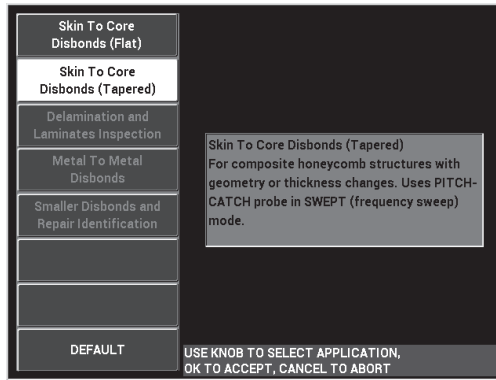 Skin To Core
Disbonds (Flat)
Skin To Core
Disbonds (Tapered)
Delamination and
Laminates Inspection
Metal To Metal
Disbonds
Smaller Disbonds and
Repair Identification
DEFAULT
Skin To Core Disbonds (Tapered)
For composite honeycomb structures with
geometry or thickness changes. Uses PITCH-
CATCH probe in SWEPT (frequency sweep)
mode.
USE KNOB TO SELECT APPLICATION,
OK TO ACCEPT, CANCEL TO ABORT